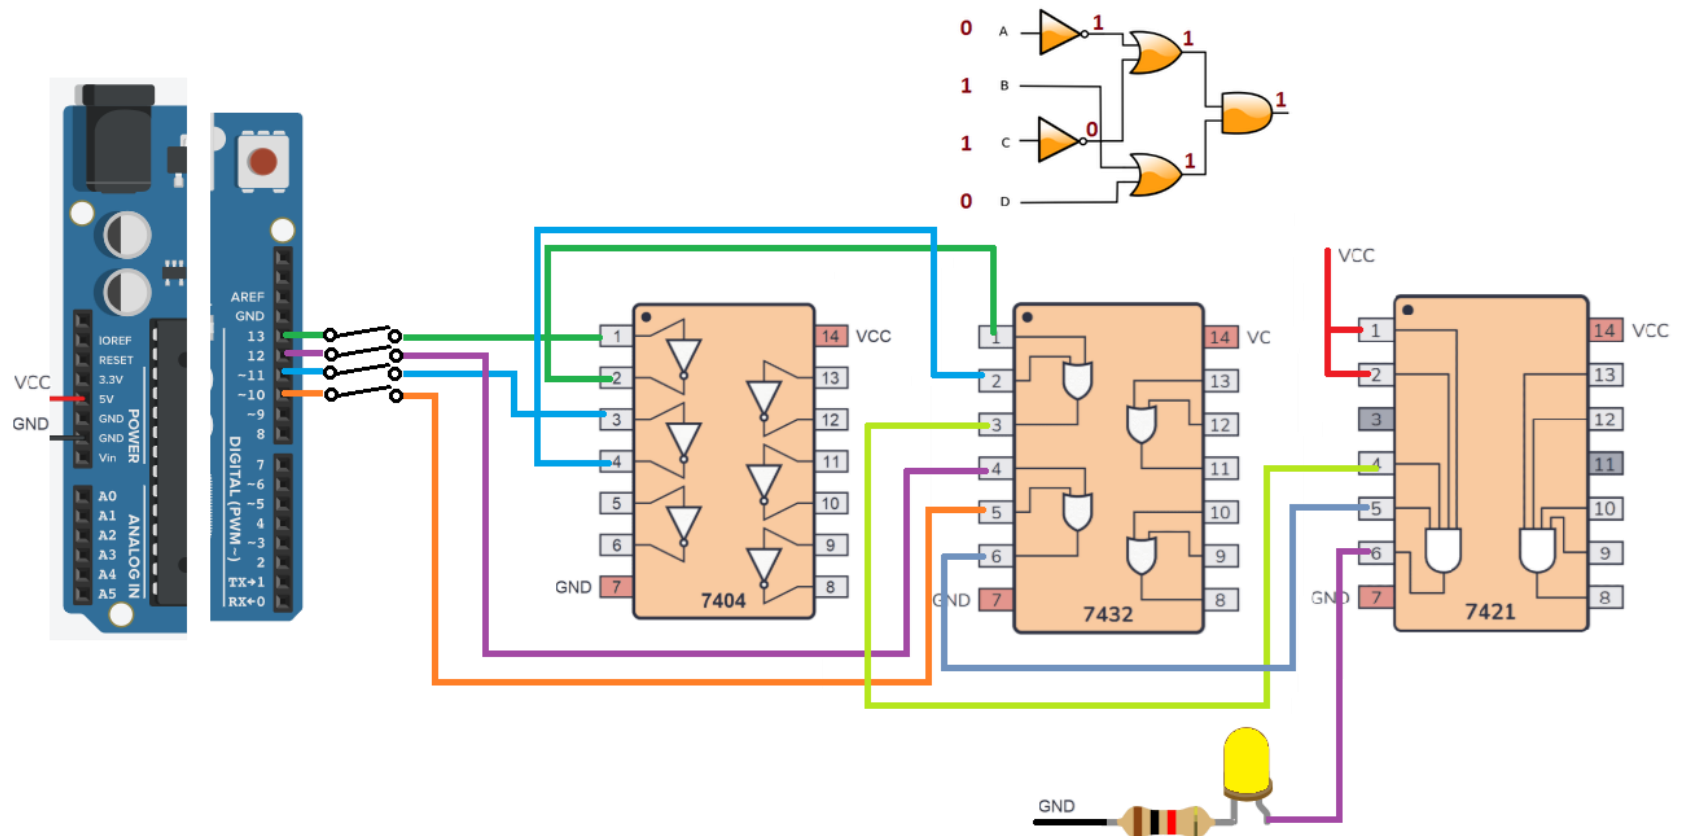 0 A 1 1
1 B
1 C 0 1
0 D 1
VCC
GND
IOREF
RESET
3.3V
5V
GND
GND
Vin
POWER
A0
A1
A2
A3
A4
A5
ANALOG IN
AREF
GND
13
12
~11
~10
~9
8
7
~6
~5
4
~3
2
TX→1
RX←0
DIGITAL (PWM~)
1 14 VCC
2 13
3 12
4 11
5 10
6 9
GND 7 8
7404
1 14 VC
2 13
3 12
4 11
5 10
6 9
GND 7 8
7432
VCC
1 14 VCC
2 13
3 12
4 11
5 10
6 9
GND 7 8
7421
GND